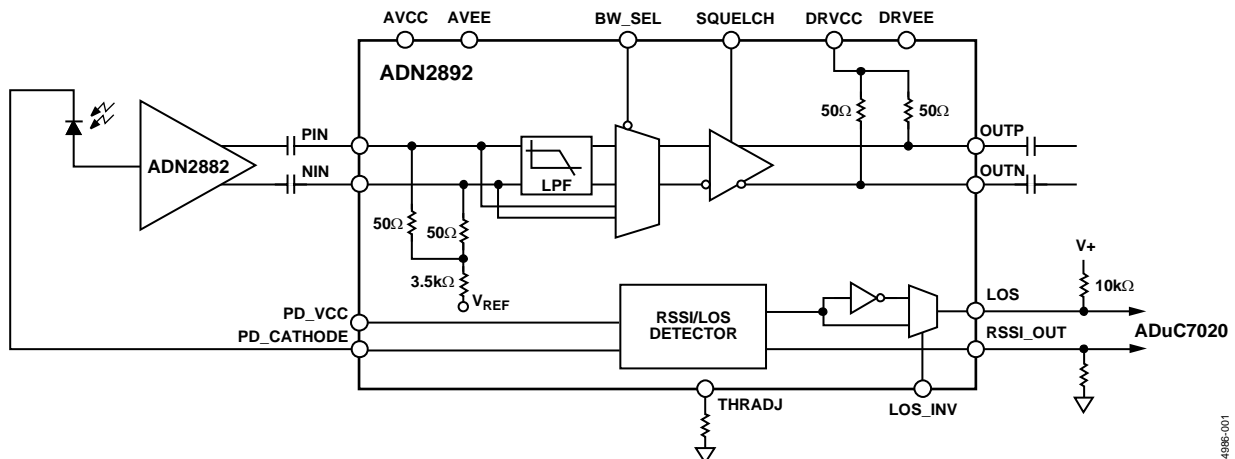 AVCC AVEE BW_SEL SQUELCH DRVCC DRVEE
ADN2892
50Ω 50Ω
ADN2882
PIN
NIN
LPF
OUTP
OUTN
50Ω
50Ω
3.5kΩ
VREF
V+
10kΩ
PD_VCC
PD_CATHODE
RSSI/LOS
DETECTOR
LOS
RSSI_OUT
ADuC7020
THRADJ
LOS_INV
4986-001